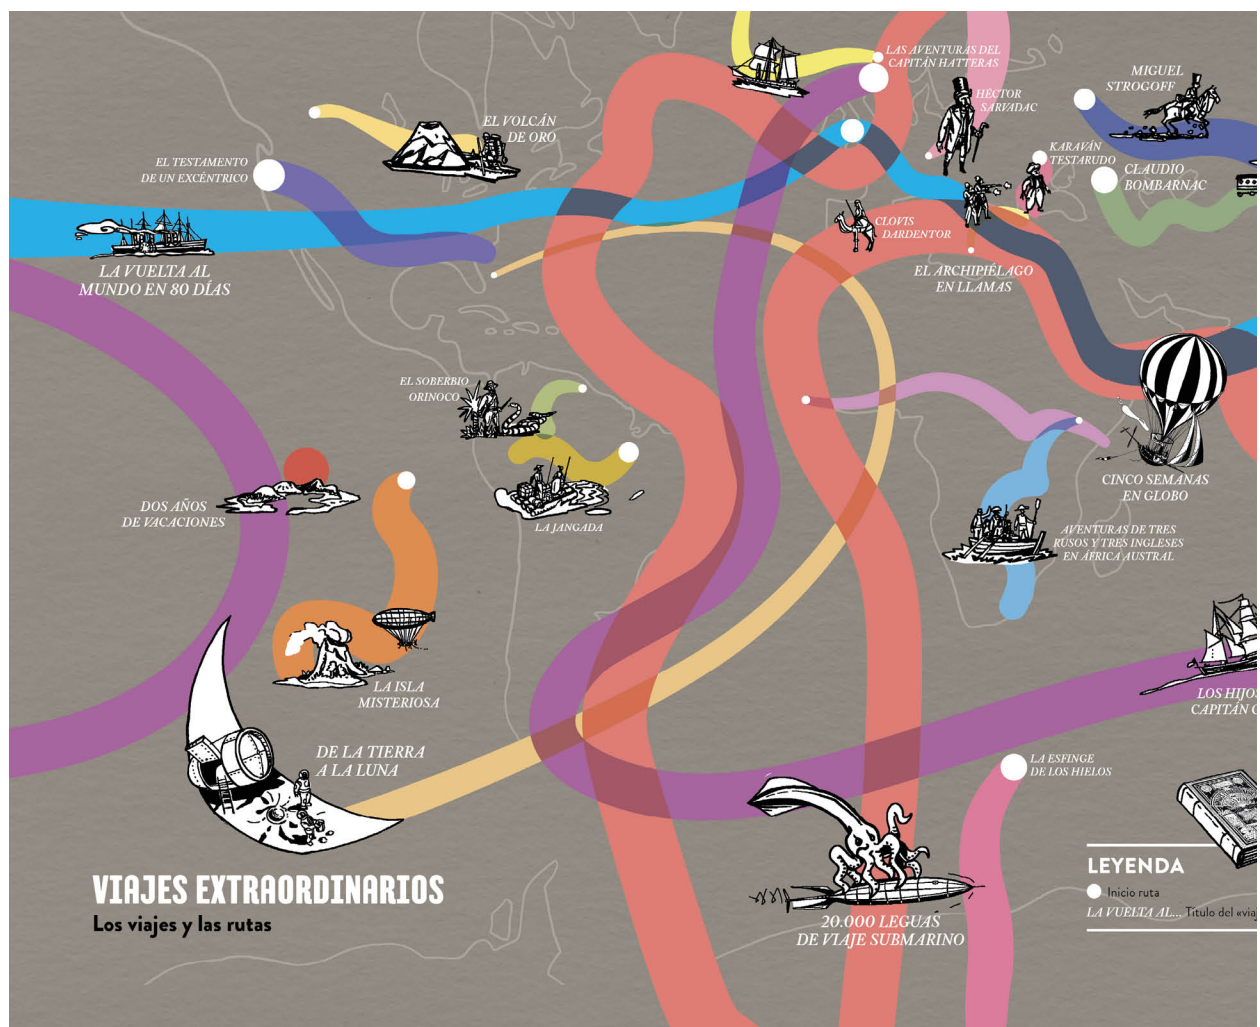 LAS AVENTURAS DEL
CAPITÁN HATTERAS
MIGUEL
STROGOFF
HÉCTOR
SARVADAC
EL VOLCÁN
DE ORO
KARAVÁN
TESTARUDO
EL TESTAMENTO
DE UN EXCÉNTRICO
CLAUDIO
BOMBARNAC
CLOVIS
DARDENTOR
LA VUELTA AL
MUNDO EN 80 DÍAS
EL ARCHIPIÉLAGO
EN LLAMAS
EL SOBERBIO
ORINOCO
CINCO SEMANAS
EN GLOBO
DOS AÑOS
DE VACACIONES
LA JANGADA
AVENTURAS DE TRES
RUSOS Y TRES INGLESES
EN ÁFRICA AUSTRAL
LA ISLA
MISTERIOSA
LOS HIJOS
CAPITÁN
DE LA TIERRA
A LA LUNA
LA ESFINGE
DE LOS HIELOS
VIAJES EXTRAORDINARIOS
Los viajes y las rutas
20.000 LEGUAS
DE VIAJE SUBMARINO
LEYENDA
Inicio ruta
LA VUELTA AL... Título del